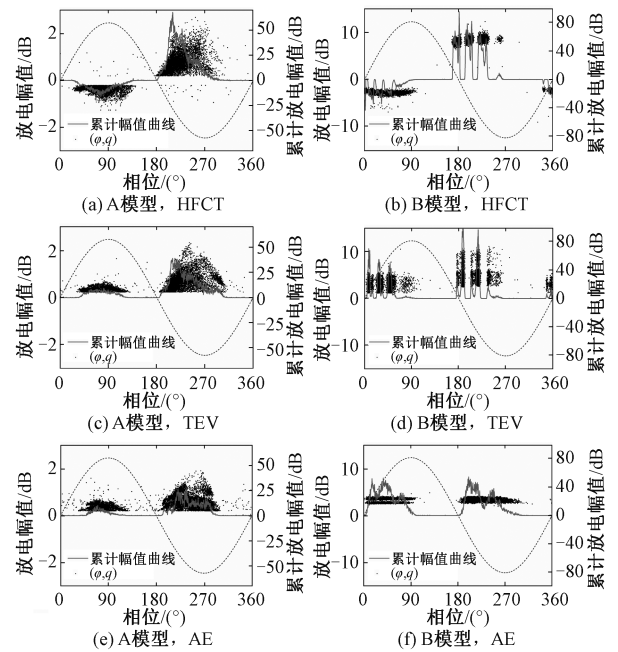 放电幅值/dB
2
0
−2
累计幅值曲线
(φ,q)
50
25
0
−25
−50
累计放电幅值/dB
0 90 180 270 360
相位/(°)
(a) A模型，HFCT
放电幅值/dB
10
0
−10
累计幅值曲线
(φ,q)
80
40
0
−40
−80
累计放电幅值/dB
0 90 180 270 360
相位/(°)
(b) B模型，HFCT
放电幅值/dB
2
0
−2
累计幅值曲线
(φ,q)
50
25
0
−25
−50
累计放电幅值/dB
0 90 180 270 360
相位/(°)
(c) A模型，TEV
放电幅值/dB
10
0
−10
累计幅值曲线
(φ,q)
80
40
0
−40
−80
累计放电幅值/dB
0 90 180 270 360
相位/(°)
(d) B模型，TEV
放电幅值/dB
2
0
−2
累计幅值曲线
(φ,q)
50
25
0
−25
−50
累计放电幅值/dB
0 90 180 270 360
相位/(°)
(e) A模型，AE
放电幅值/dB
10
0
−10
累计幅值曲线
(φ,q)
80
40
0
−40
−80
累计放电幅值/dB
0 90 180 270 360
相位/(°)
(f) B模型，AE